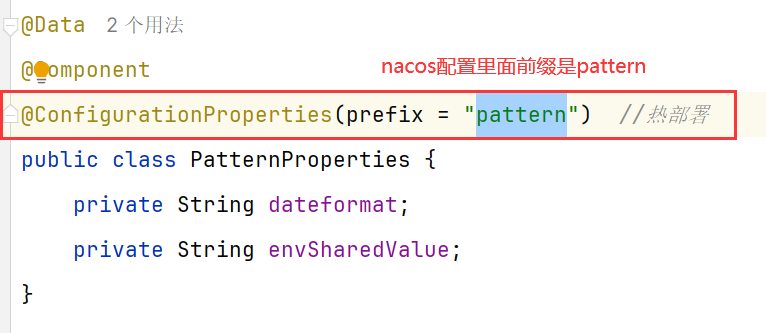 @Data 2 个用法
@Component
nacos配置里面前缀是pattern
@ConfigurationProperties(prefix = "pattern") //热部署
public class PatternProperties {
private String dateformat;
private String envSharedValue;
}